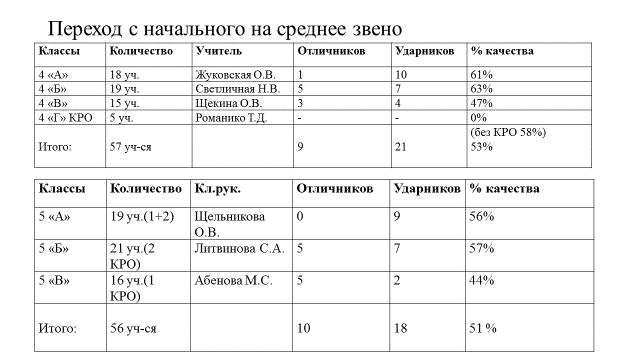 Переход с начального на среднее звено
Классы Количество Учитель Отличников Ударников % качества
4 «А» 18 уч. Жуковская О.В. 1 10 61%
4 «Б» 19 уч. Светличная Н.В. 5 7 63%
4 «В» 15 уч. Щекина О.В. 3 4 47%
4 «Г» КРО 5 уч. Романико Т.Д. - - 0%
(без КРО 58%)
Итого: 57 уч-ся 9 21 53%
Классы Количество Кл.рук. Отличников Ударников % качества
5 «А» 19 уч.(1+2) Щельникова 0 9 56%
О.В.
5 «Б» 21 уч.(2 Литвинова С.А. 5 7 57%
КРО)
5 «В» 16 уч.(1 Абенова М.С. 5 2 44%
КРО)
Итого: 56 уч-ся 10 18 51 %